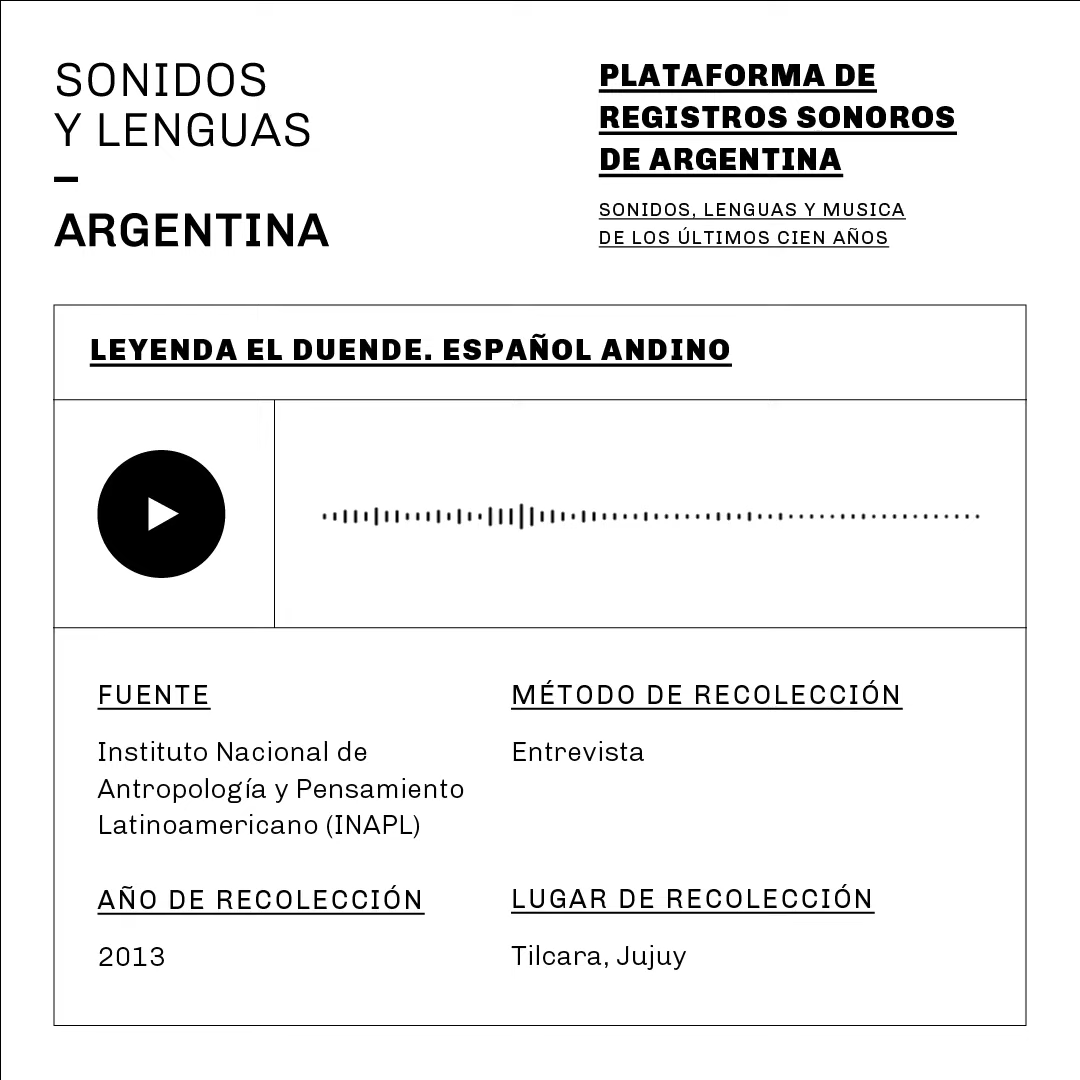 SONIDOS
Y LENGUAS
–
ARGENTINA
PLATAFORMA DE
REGISTROS SONOROS
DE ARGENTINA
SONIDOS, LENGUAS Y MUSICA
DE LOS ÚLTIMOS CIEN AÑOS
LEYENDA EL DUENDE. ESPAÑOL ANDINO
FUENTE
Instituto Nacional de
Antropología y Pensamiento
Latinoamericano (INAPL)
MÉTODO DE RECOLECCIÓN
Entrevista
AÑO DE RECOLECCIÓN
2013
LUGAR DE RECOLECCIÓN
Tilcara, Jujuy